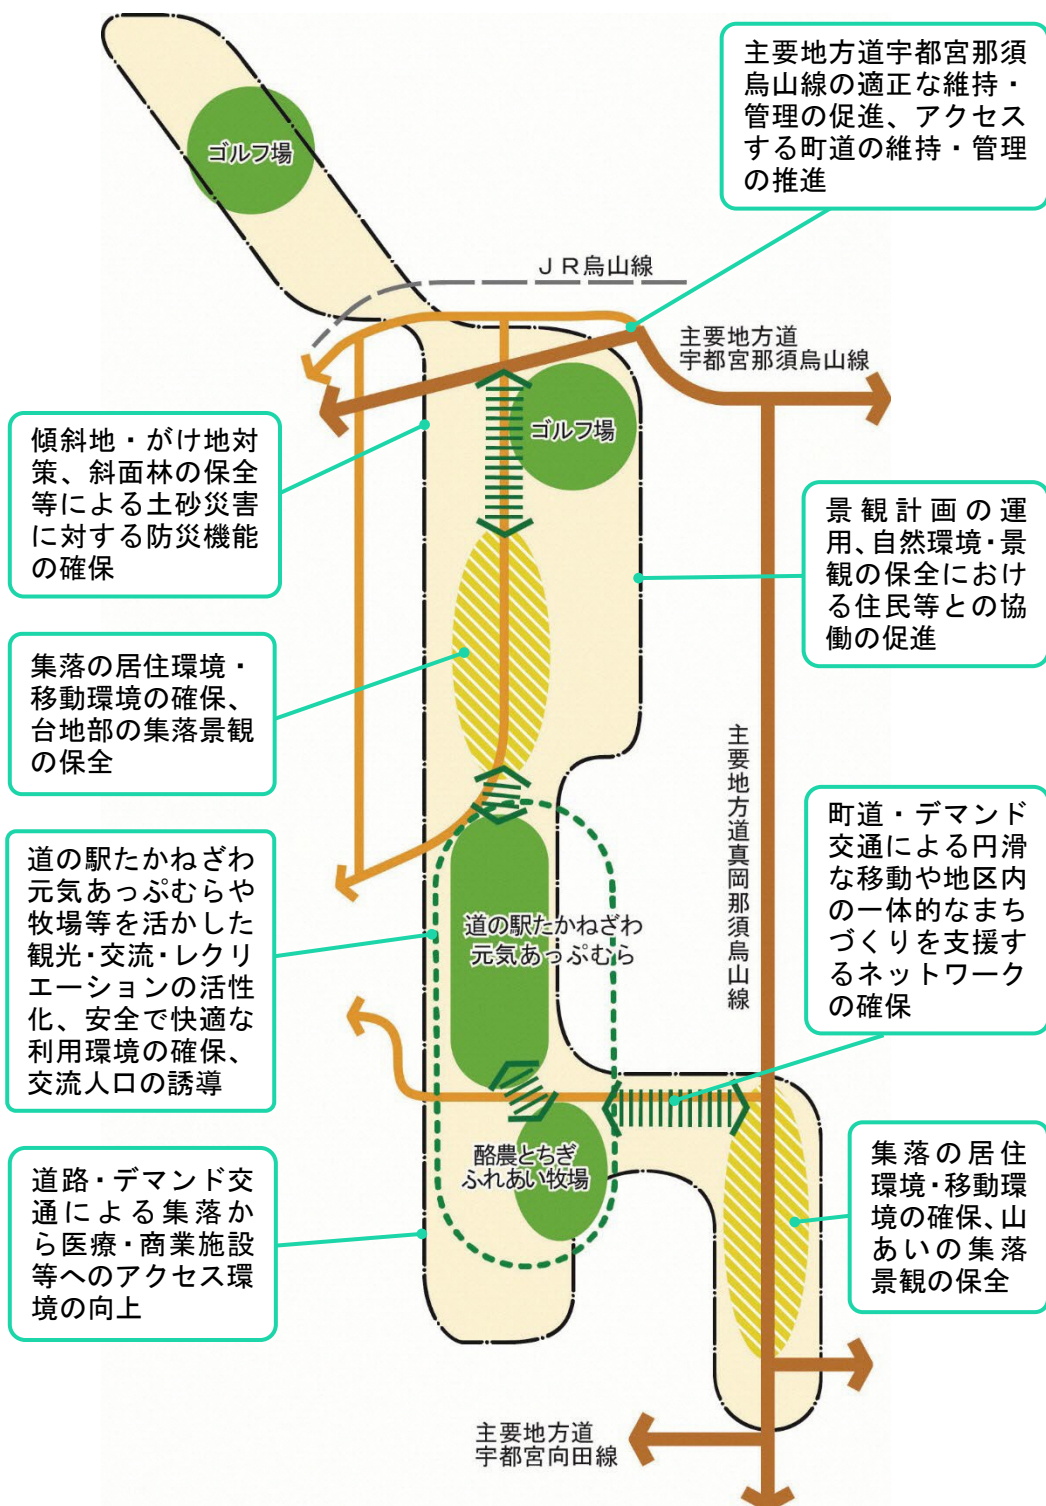 主要地方道宇都宮那須
烏山線の適正な維持・
管理の促進、アクセス
する町道の維持・管理
の推進
ゴルフ場
ＪＲ烏山線
主要地方道
宇都宮那須烏山線
傾斜地・がけ地対
策、斜面林の保全
等による土砂災害
に対する防災機能
の確保
ゴルフ場
景観計画の運
用、自然環境・景
観の保全におけ
る住民等との協
働の促進
集落の居住環境・
移動環境の確保、
台地部の集落景観
の保全
主要地方道真岡那須烏山線
町道・デマンド
交通による円滑
な移動や地区内
の一体的なまち
づくりを支援す
るネットワーク
の確保
道の駅たかねざわ
元気あっぷむらや
牧場等を活かした
観光・交流・レクリ
エーションの活性
化、安全で快適な
利用環境の確保、
交流人口の誘導
道の駅たかねざわ
元気あっぷむら
酪農とちぎ
ふれあい牧場
集落の居住
環境・移動環
境の確保、山
あいの集落
景観の保全
道路・デマンド交
通による集落か
ら医療・商業施設
等へのアクセス環
境の向上
主要地方道
宇都宮向田線